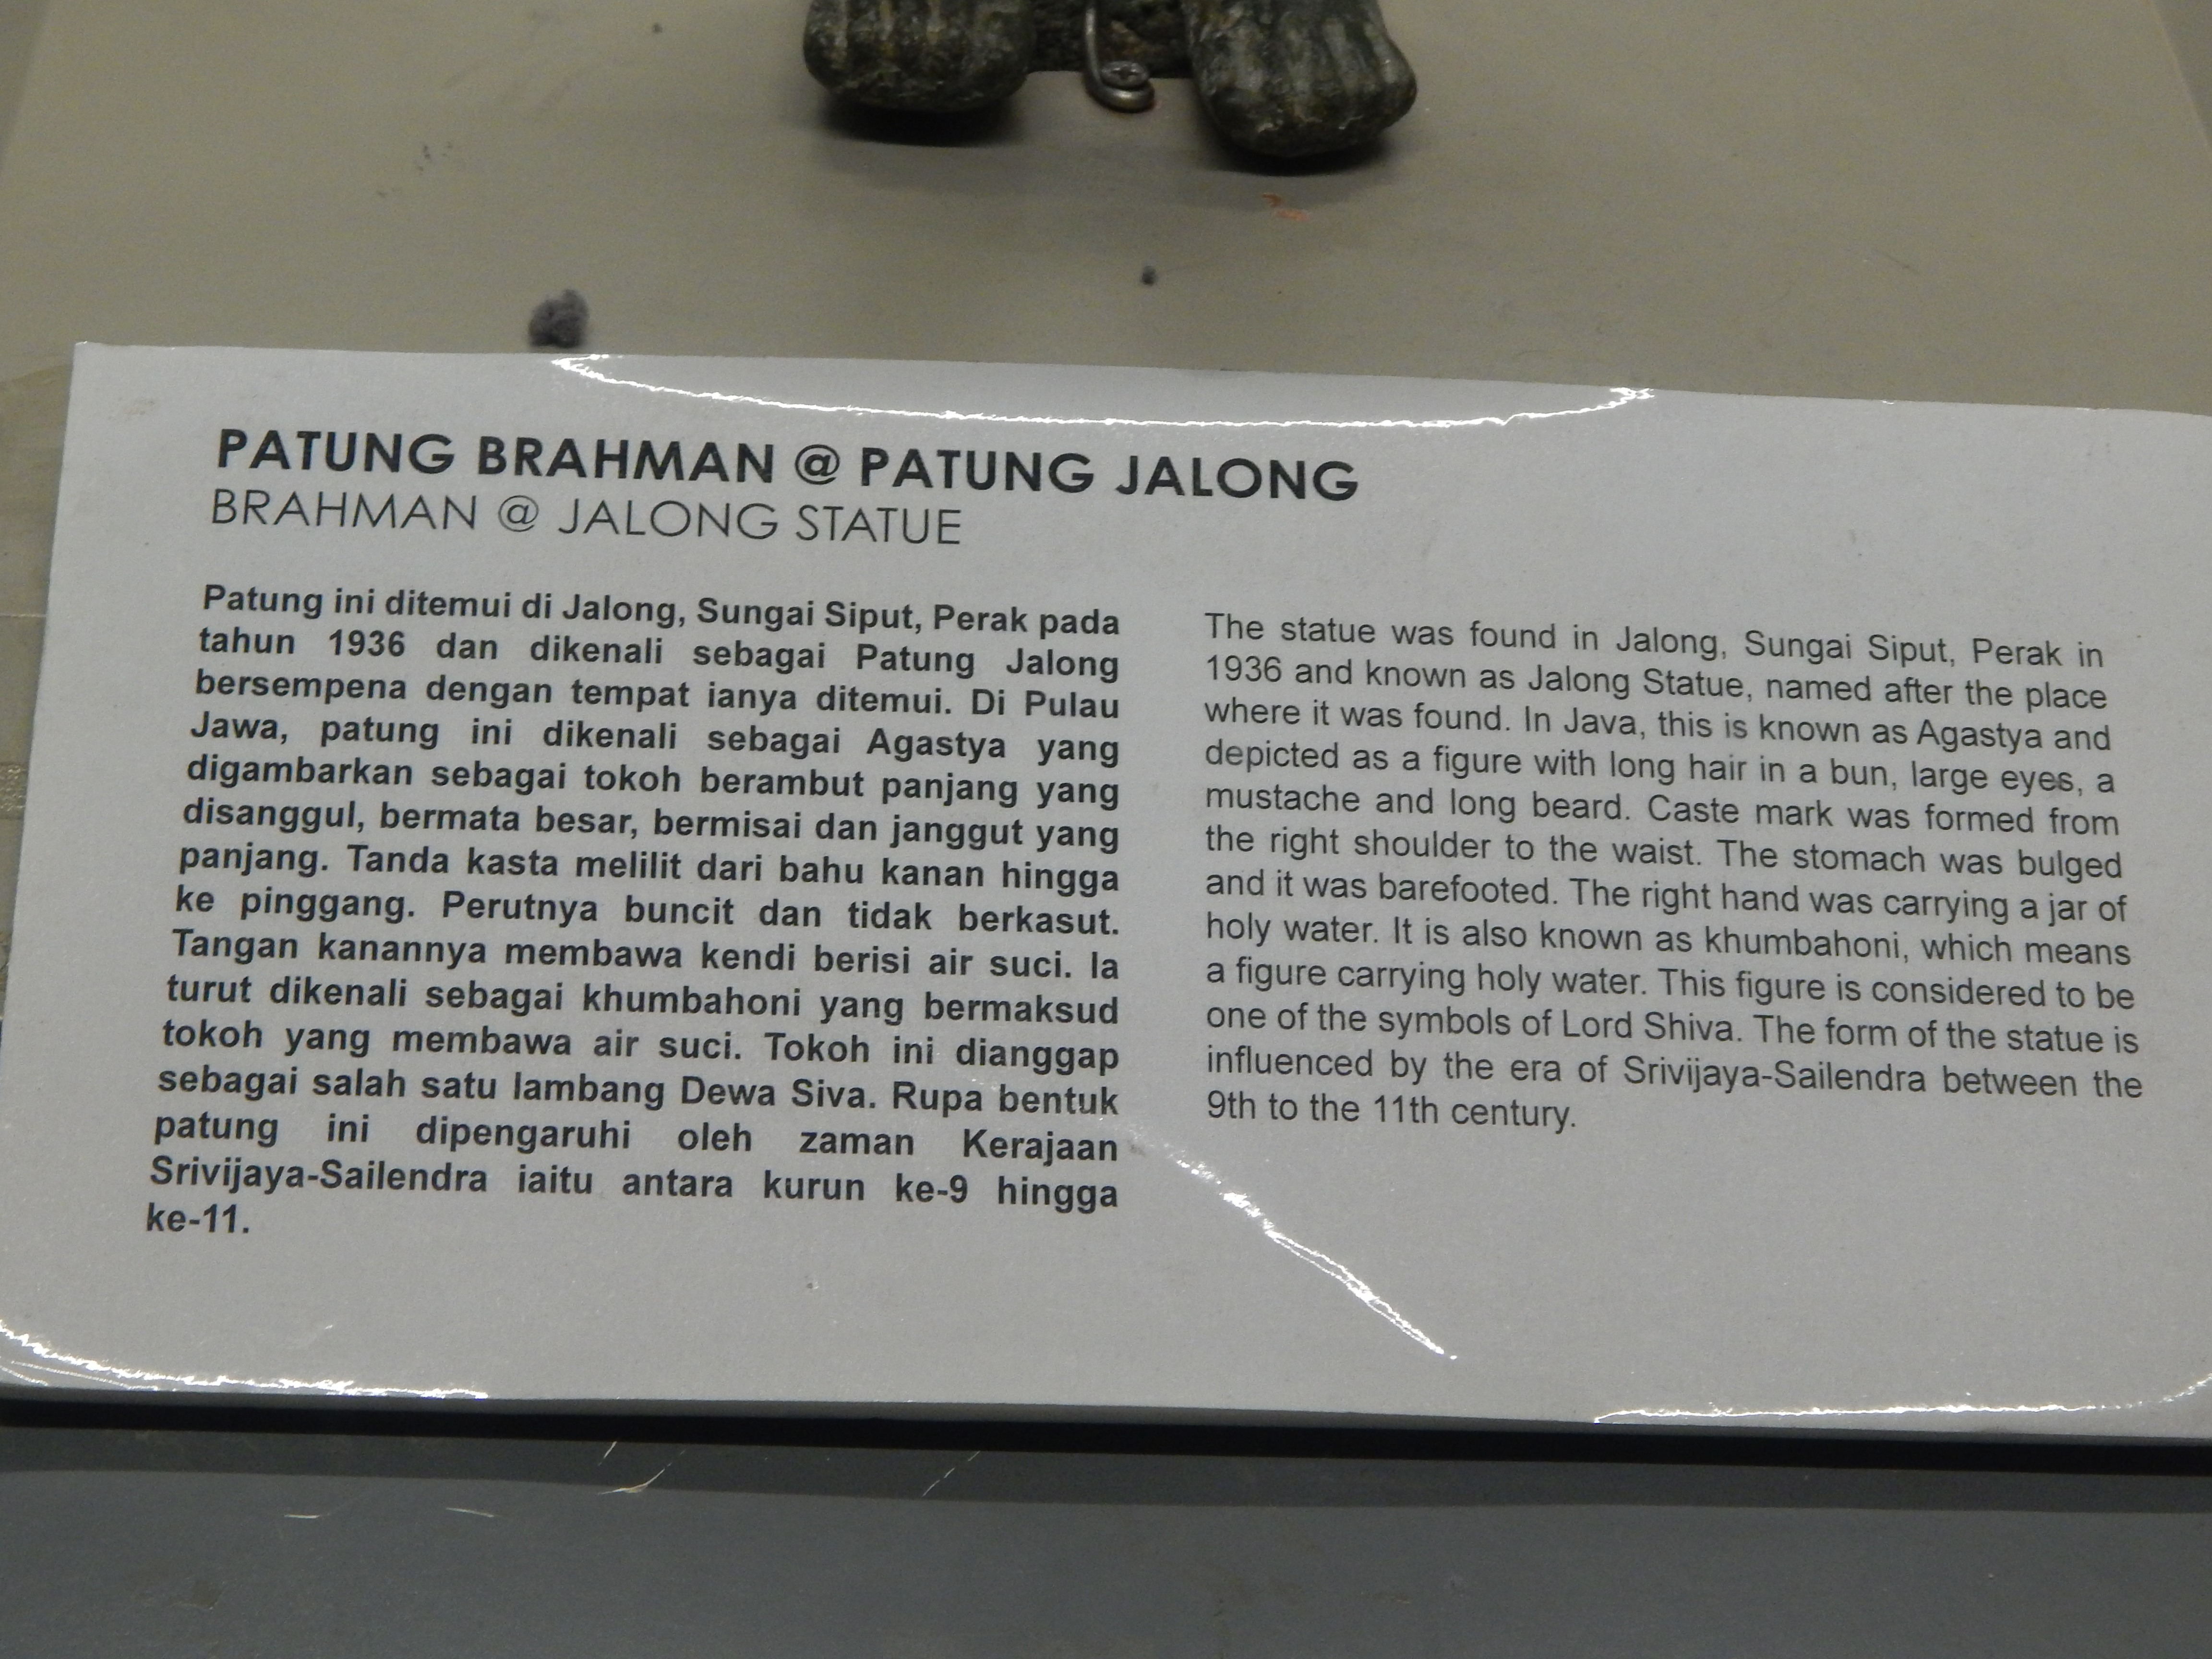 PATUNG BRAHMAN @ PATUNG JALONG
BRAHMAN @ JALONG STATUE
Patung ini ditemui di Jalong, Sungai Siput, Perak pada
tahun 1936 dan dikenali sebagai Patung Jalong
bersempena dengan tempat ianya ditemui. Di Pulau
Jawa, patung ini dikenali sebagai Agastya yang
digambarkan sebagai tokoh berambut panjang yang
disanggul, bermata besar, bermisai dan janggut yang
panjang. Tanda kasta melilit dari bahu kanan hingga
ke pinggang. Perutnya buncit dan tidak berkasut.
Tangan kanannya membawa kendi berisi air suci. Ia
turut dikenali sebagai khumbahoni yang bermaksud
tokoh yang membawa air suci. Tokoh ini dianggap
sebagai salah satu lambang Dewa Siva. Rupa bentuk
patung ini dipengaruhi oleh zaman Kerajaan
Srivijaya-Sailendra iaitu antara kurun ke-9 hingga
ke-11.
The statue was found in Jalong, Sungai Siput, Perak in
1936 and known as Jalong Statue, named after the place
where it was found. In Java, this is known as Agastya and
depicted as a figure with long hair in a bun, large eyes, a
mustache and long beard. Caste mark was formed from
the right shoulder to the waist. The stomach was bulged
and it was barefooted. The right hand was carrying a jar of
holy water. It is also known as khumbahoni, which means
a figure carrying holy water. This figure is considered to be
one of the symbols of Lord Shiva. The form of the statue is
influenced by the era of Srivijaya-Sailendra between the
9th to the 11th century.